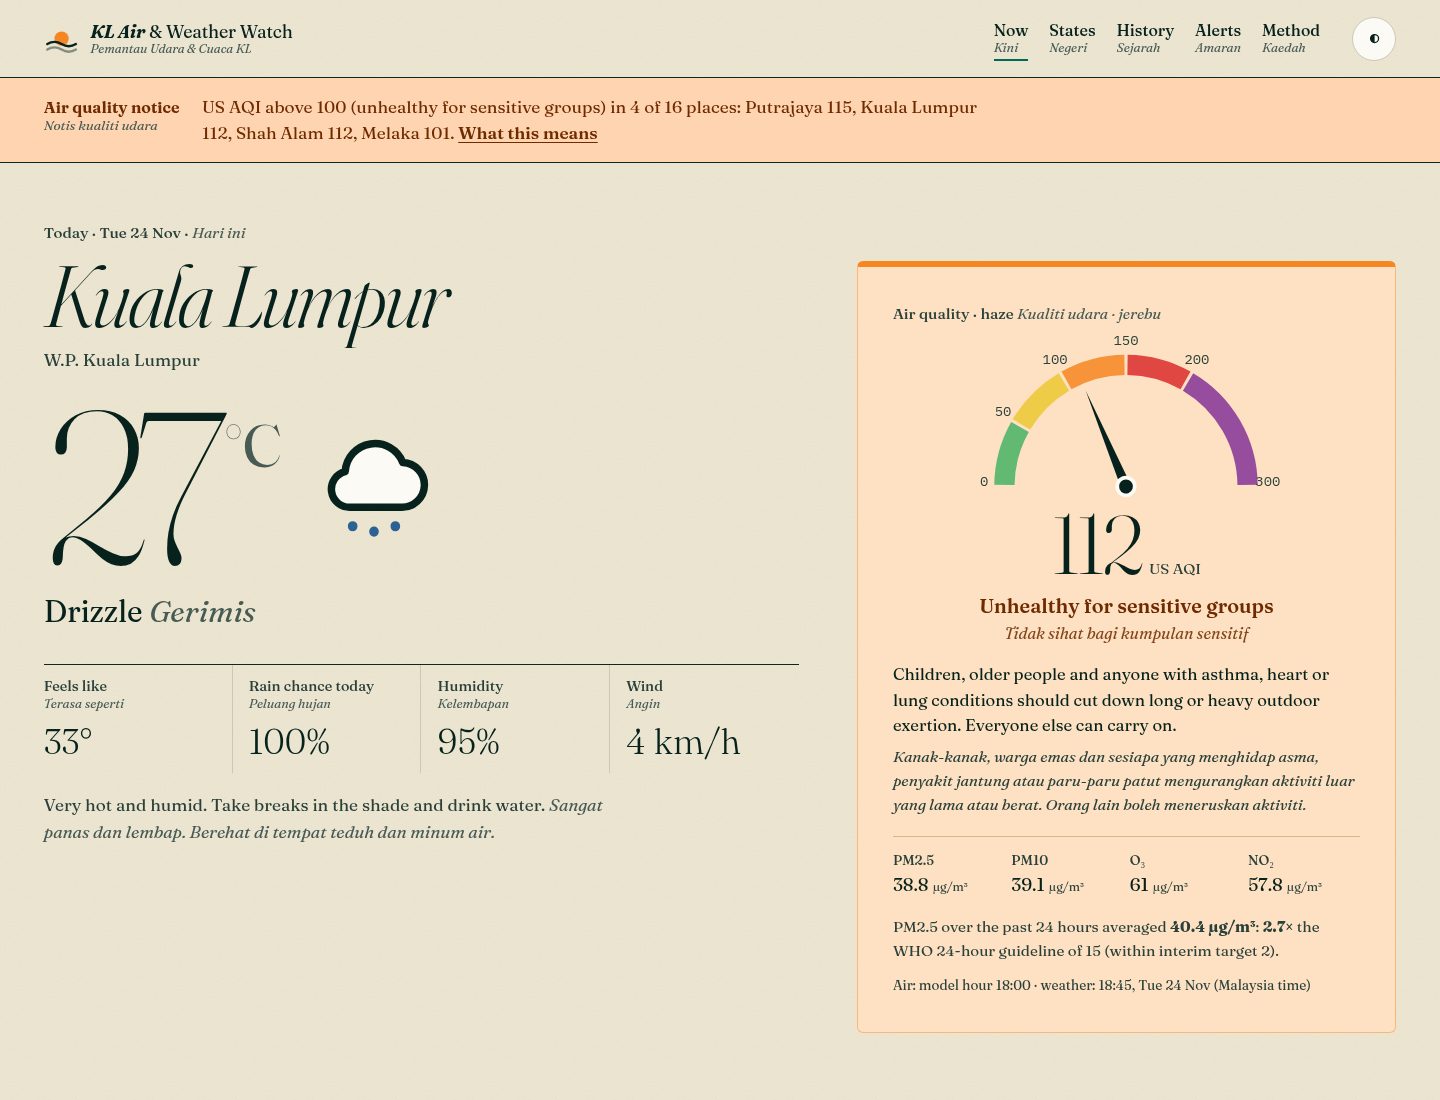 KL Air & Weather Watch
Pemantau Udara & Cuaca KL
Now
Kini
States
Negeri
History
Sejarah
Alerts
Amaran
Method
Kaedah
Air quality notice
Notis kualiti udara
US AQI above 100 (unhealthy for sensitive groups) in 4 of 16 places: Putrajaya 115, Kuala Lumpur
112, Shah Alam 112, Melaka 101. What this means
Today · Tue 24 Nov · Hari ini
Kuala Lumpur
W.P. Kuala Lumpur
27°C
Drizzle Gerimis
Feels like
Terasa seperti
33°
Rain chance today
Peluang hujan
100%
Humidity
Kelembapan
95%
Wind
Angin
4 km/h
Very hot and humid. Take breaks in the shade and drink water. Sangat
panas dan lembap. Berehat di tempat teduh dan minum air.
Air quality · haze Kualiti udara · jerebu
0
50
100
150
200
300
112 US AQI
Unhealthy for sensitive groups
Tidak sihat bagi kumpulan sensitif
Children, older people and anyone with asthma, heart or
lung conditions should cut down long or heavy outdoor
exertion. Everyone else can carry on.
Kanak-kanak, warga emas dan sesiapa yang menghidap asma,
penyakit jantung atau paru-paru patut mengurangkan aktiviti luar
yang lama atau berat. Orang lain boleh meneruskan aktiviti.
PM2.5
38.8 µg/m³
PM10
39.1 µg/m³
O₃
61 µg/m³
NO₂
57.8 µg/m³
PM2.5 over the past 24 hours averaged 40.4 µg/m³: 2.7× the
WHO 24-hour guideline of 15 (within interim target 2).
Air: model hour 18:00 · weather: 18:45, Tue 24 Nov (Malaysia time)